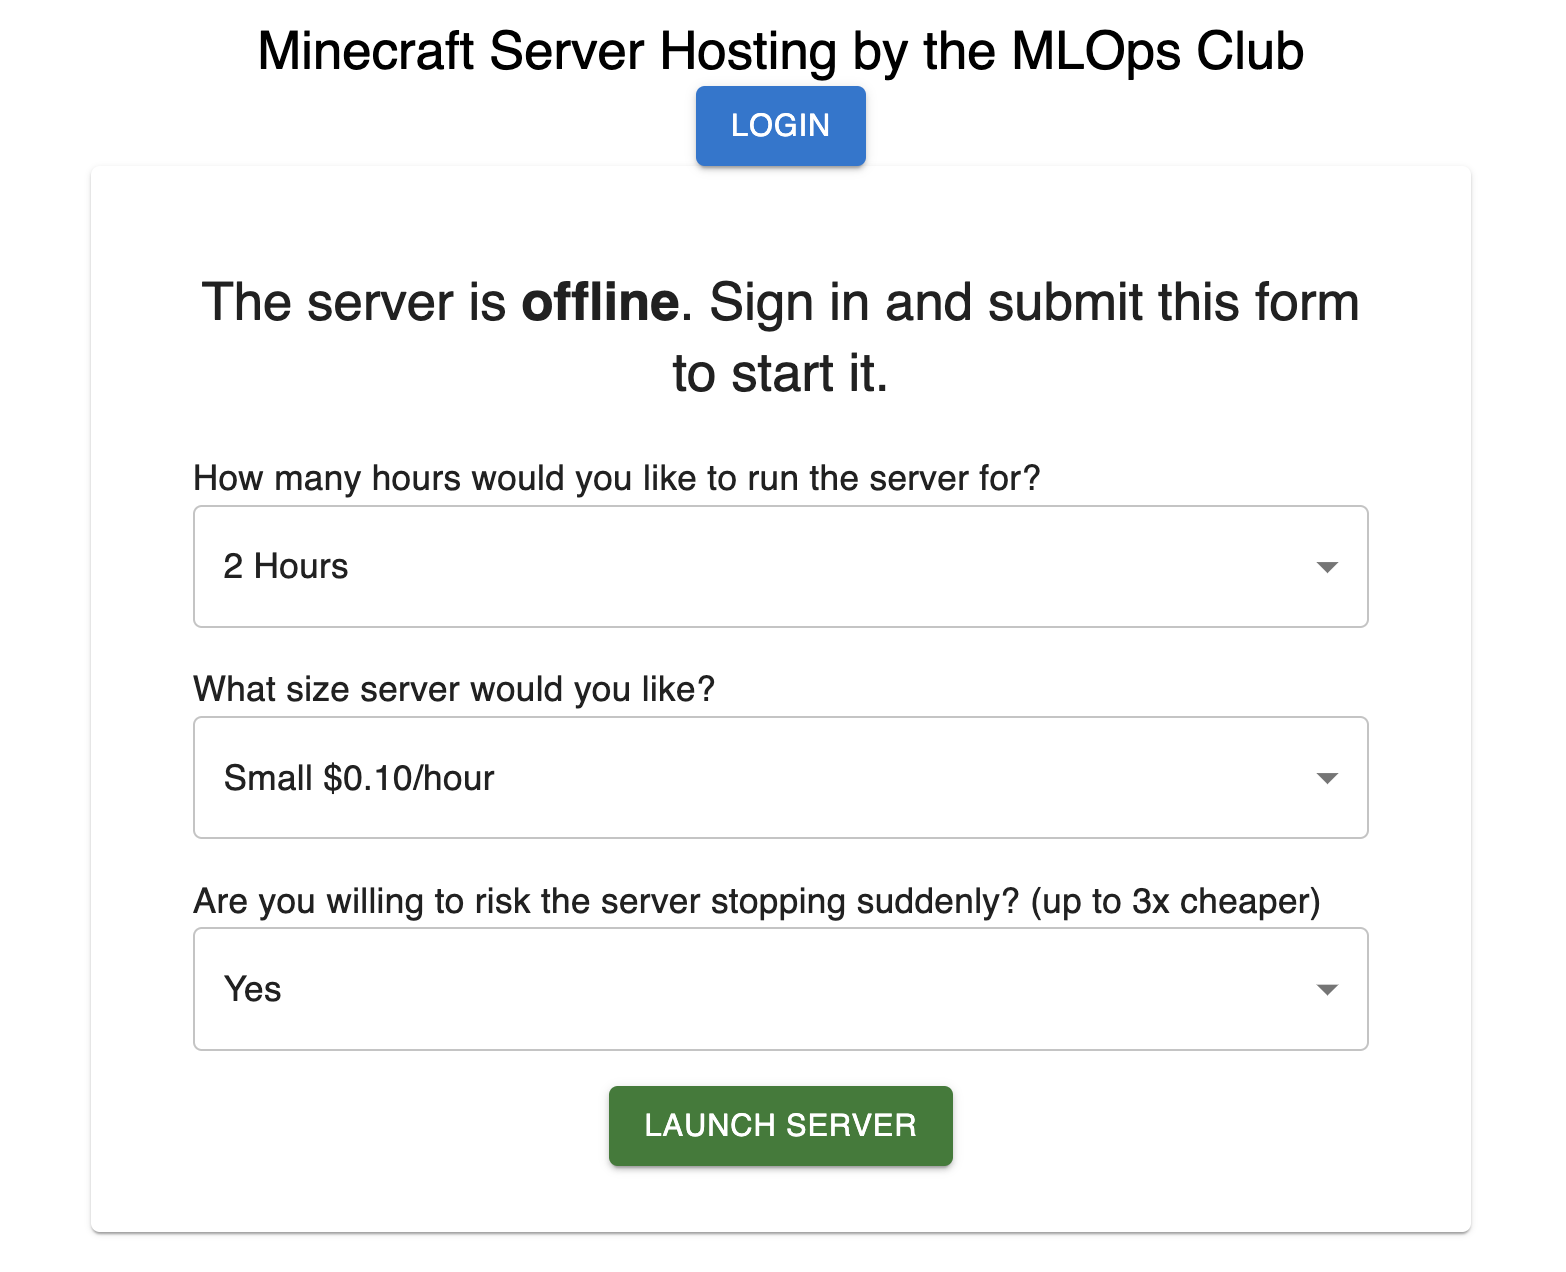 Minecraft Server Hosting by the MLOps Club
LOGIN
The server is offline. Sign in and submit this form
to start it.
How many hours would you like to run the server for?
2 Hours
What size server would you like?
Small $0.10/hour
Are you willing to risk the server stopping suddenly? (up to 3x cheaper)
Yes
LAUNCH SERVER